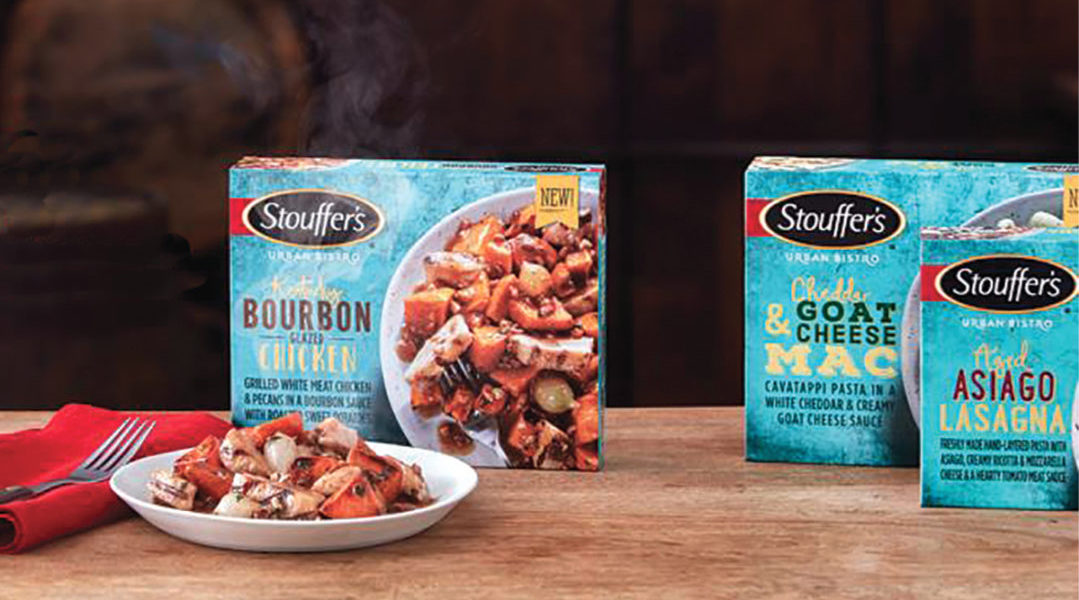 NEW!
Stouffer's
URBAN BISTRO
Kentucky
BOURBON
GLAZED
CHICKEN
GRILLED WHITE MEAT CHICKEN
& PECANS IN A BOURBON SAUCE
WITH ROASTED SWEET POTATOES
Stouffer's
URBAN BISTRO
Cheddar
& GOAT
CHEESE
MAC
CAVATAPPI PASTA IN A
WHITE CHEDDAR & CREAMY
GOAT CHEESE SAUCE
N
Stouffer's
URBAN BISTRO
Aged
ASIAGO
LASAGNA
FRESHLY MADE HAND-LAYERED PASTA WITH
ASIAGO, CREAMY RICOTTA & MOZZARELLA
CHEESE & A HEARTY TOMATO MEAT SAUCE